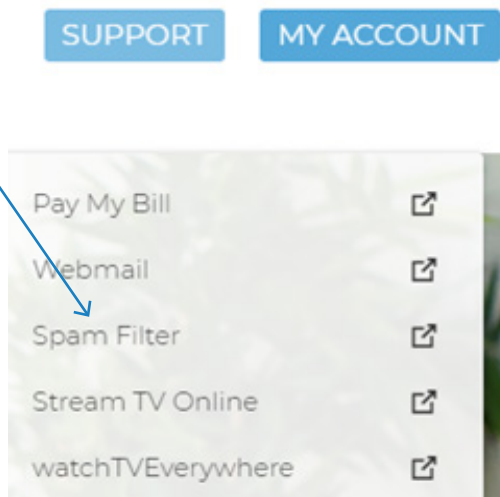 SUPPORT MY ACCOUNT
Pay My Bill
Webmail
Spam Filter
Stream TV Online
watchTVEverywhere